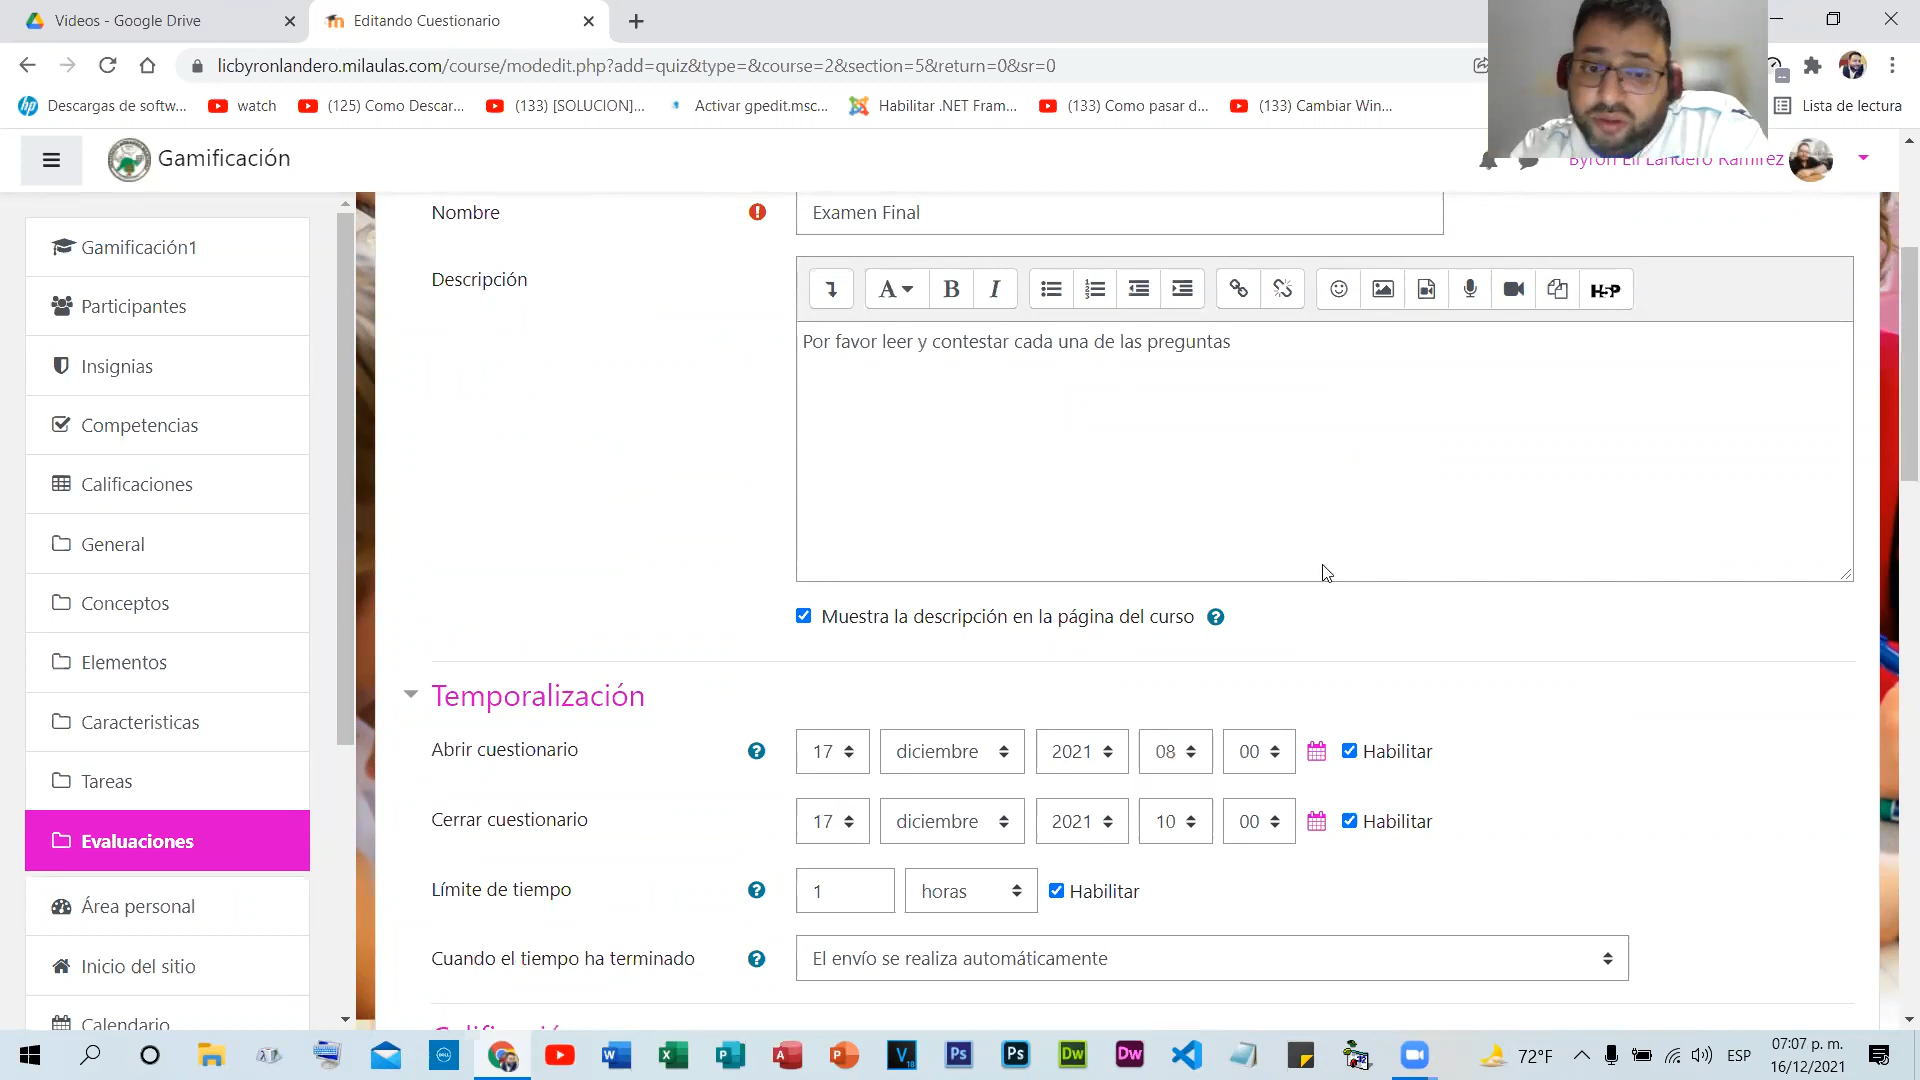 Videos - Google Drive
Editando Cuestionario
licbyronlandero.milaulas.com/course/modedit.php?add=quiz&type=&course=2&section=5&return=0&sr=0
Descargas de softw...
watch
(125) Como Descar...
(133) [SOLUCION]...
Activar gpedit.msc...
Habilitar .NET Fram...
(133) Como pasar d...
(133) Cambiar Win...
Lista de lectura
Gamificación
Byron Eli Landero Ramirez
Gamificación1
Participantes
Insignias
Competencias
Calificaciones
General
Conceptos
Elementos
Caracteristicas
Tareas
Evaluaciones
Área personal
Inicio del sitio
Calendario
Nombre
Examen Final
Descripción
A B I
H5P
Por favor leer y contestar cada una de las preguntas
Muestra la descripción en la página del curso
Temporalización
Abrir cuestionario
17 diciembre 2021 08 00 Habilitar
Cerrar cuestionario
17 diciembre 2021 10 00 Habilitar
Límite de tiempo
1 horas Habilitar
Cuando el tiempo ha terminado
El envío se realiza automáticamente
72°F
ESP
07:07 p. m.
16/12/2021